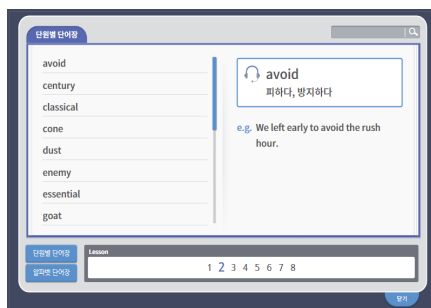 단원별 단어장
avoid
century
classical
cone
dust
enemy
essential
goat
avoid
피하다, 방지하다
e.g. We left early to avoid the rush
hour.
단원별 단어장
알파벳 단어장
Lesson
1 2 3 4 5 6 7 8
닫기